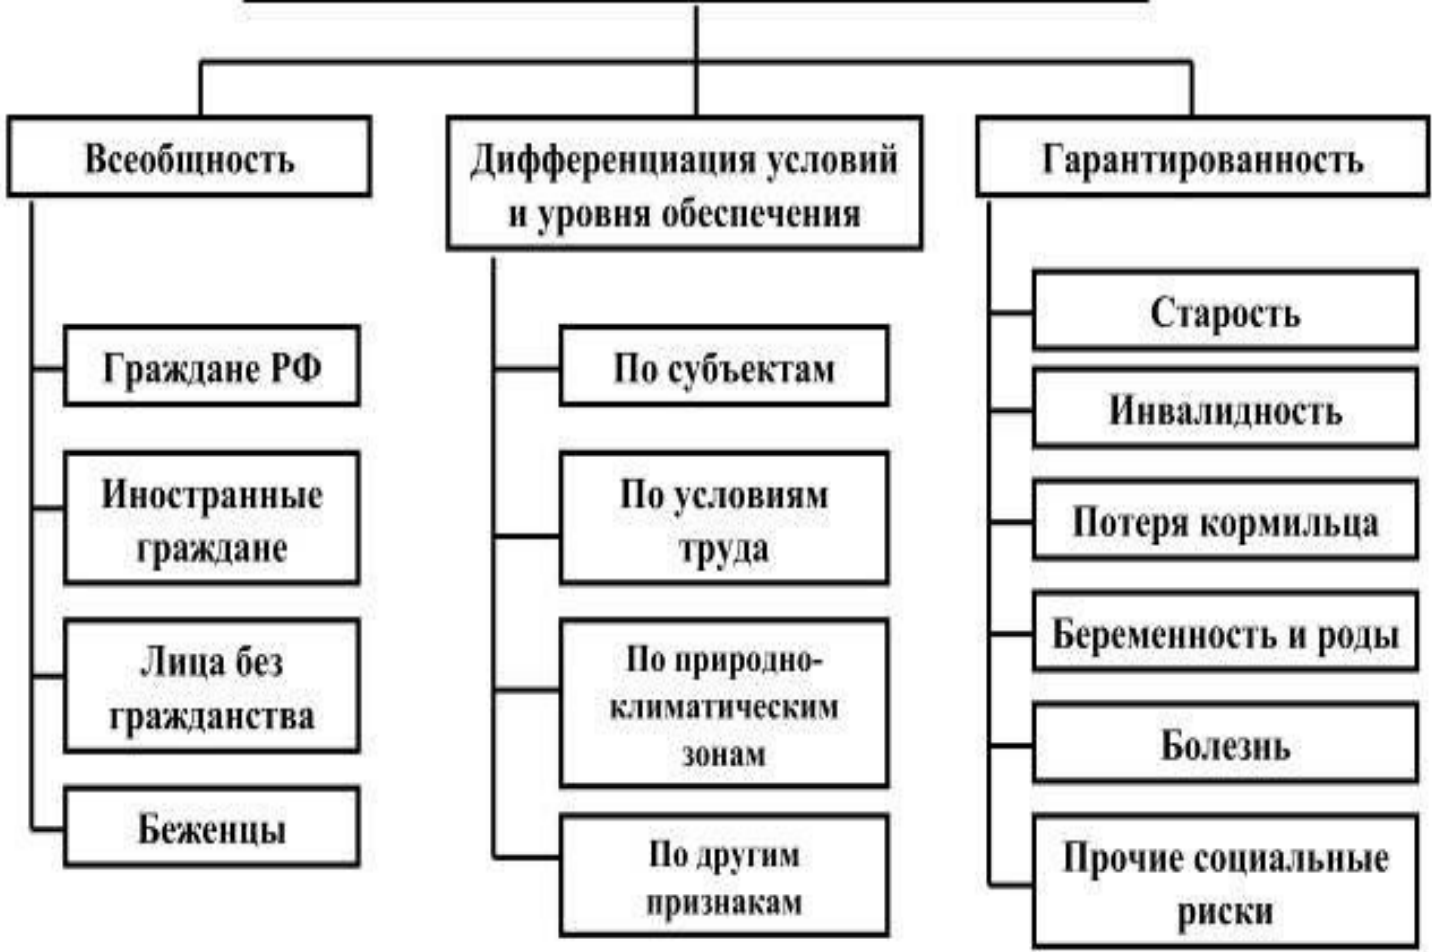 Всеобщность
Граждане РФ
Иностранные
граждане
Лица без
гражданства
Беженцы
Дифференциация условий
и уровня обеспечения
По субъектам
По условиям
труда
По природно-
климатическим
зонам
По другим
признакам
Гарантированность
Старость
Инвалидность
Потеря кормильца
Беременность и роды
Болезнь
Прочие социальные
риски